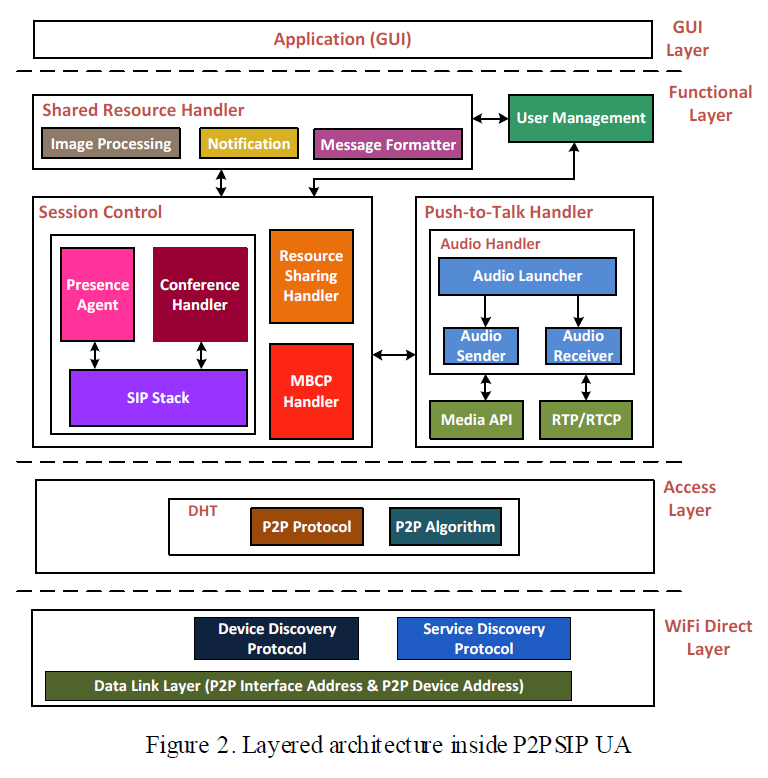 Application (GUI)
GUI
Layer
Shared Resource Handler
Image Processing
Notification
Message Formatter
User Management
Functional
Layer
Session Control
Presence
Agent
Conference
Handler
SIP Stack
Resource
Sharing
Handler
MBCP
Handler
Push-to-Talk Handler
Audio Handler
Audio Launcher
Audio
Sender
Audio
Receiver
Media API
RTP/RTCP
DHT
P2P Protocol
P2P Algorithm
Access
Layer
Device Discovery
Protocol
Service Discovery
Protocol
Data Link Layer (P2P Interface Address & P2P Device Address)
WiFi Direct
Layer
Figure 2. Layered architecture inside P2PSIP UA